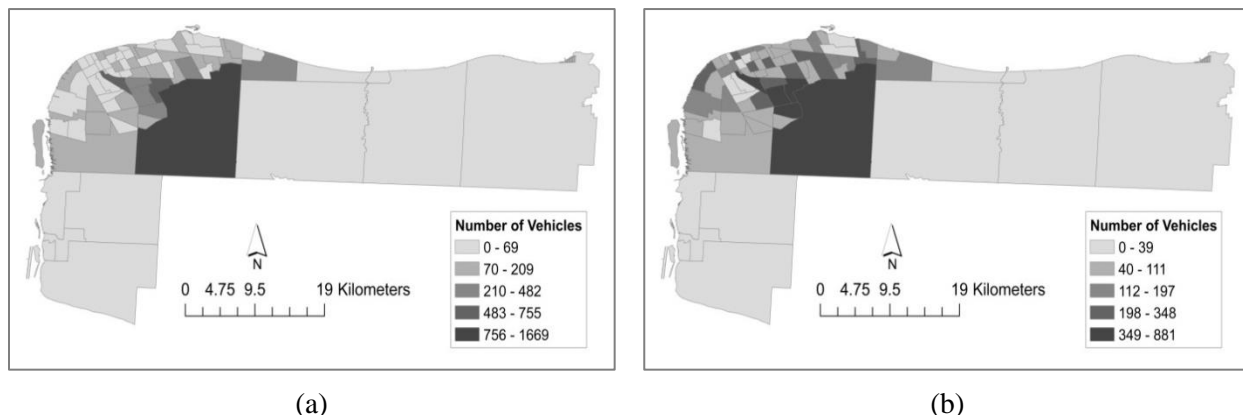 Number of Vehicles
0 - 69
70 - 209
210 - 482
483 - 755
756 - 1669
N
0 4.75 9.5 19 Kilometers
(a)
Number of Vehicles
0 - 39
40 - 111
112 - 197
198 - 348
349 - 881
N
0 4.75 9.5 19 Kilometers
(b)